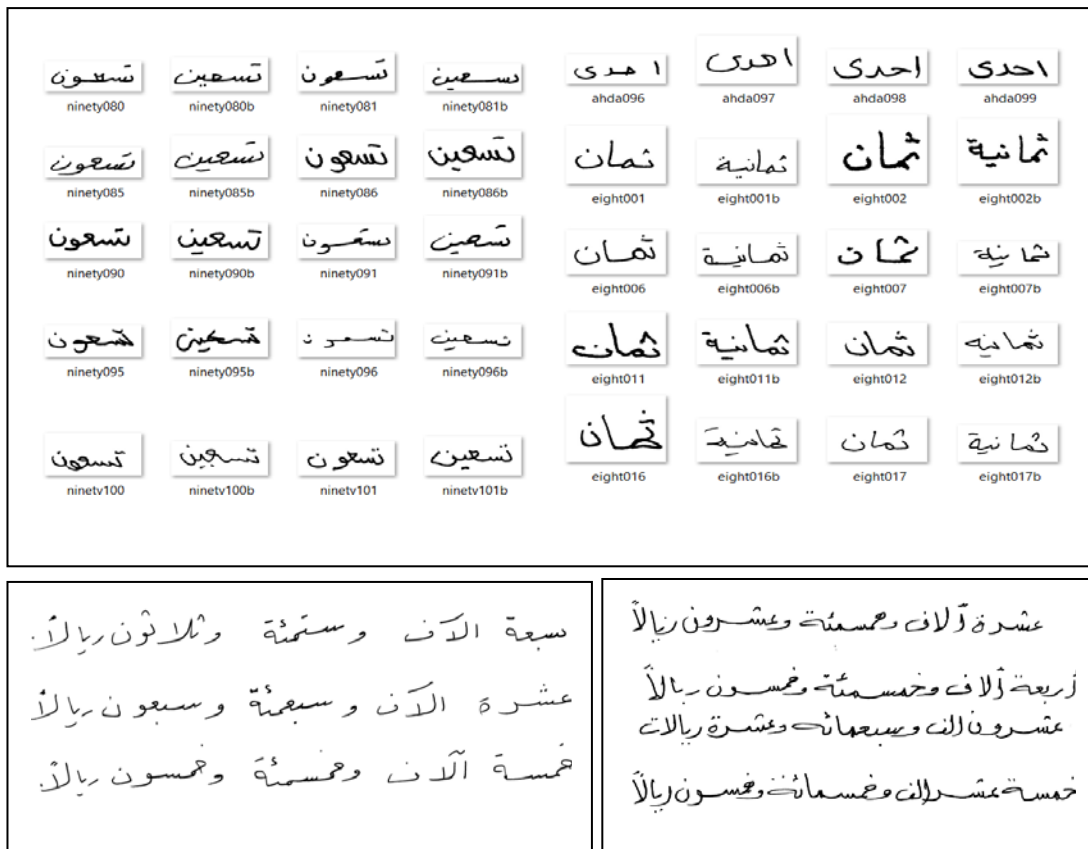 تسعون تسعين تسعون تسعين
ninety080 ninety080b ninety081 ninety081b
تسعون تسعين تسعون تسعين
ninety085 ninety085b ninety086 ninety086b
تسعون تسعين تسعون تسعين
ninety090 ninety090b ninety091 ninety091b
تسعون تسعين تسعون تسعين
ninety095 ninety095b ninety096 ninety096b
تسعون تسعين تسعون تسعين
ninety100 ninety100b ninety101 ninety101b
احدى اهدى احدى احدى
ahda096 ahda097 ahda098 ahda099
ثمان ثمانية ثمان ثمانية
eight001 eight001b eight002 eight002b
ثمان ثمانية ثمان ثمانية
eight006 eight006b eight007 eight007b
ثمان ثمانية ثمان ثمانيه
eight011 eight011b eight012 eight012b
ثمان ثمانية ثمان ثمانية
eight016 eight016b eight017 eight017b
سبعة الآف وستمئة وثلاثون ريالاً.
عشرة الآف وسبعمئة وسبعون ريالاً
خمسة آلاف وخمسمئة وخمسون ريالاً.
عشرة آلاف وخمسمئة وعشرون ريالاً
أربعة آلاف وخمسمئة وخمسون ريالاً
عشرون الف وسبعمائه وعشرة ريالات
خمسة عشر الف وخمسمائة وخمسون ريالاً